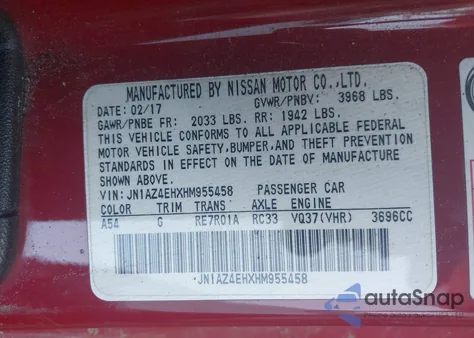 MANUFACTURED BY NISSAN MOTOR CO.,LTD.
DATE: 02/17 GVWR/PNBV: 3968 LBS.
GAWR/PNBE FR: 2033 LBS. RR: 1942 LBS.
THIS VEHICLE CONFORMS TO ALL APPLICABLE FEDERAL
MOTOR VEHICLE SAFETY, BUMPER, AND THEFT PREVENTION
STANDARDS IN EFFECT ON THE DATE OF MANUFACTURE
SHOWN ABOVE.
VIN: JN1AZ4EHXHM955458 PASSENGER CAR
COLOR TRIM TRANS AXLE ENGINE
A54 G RE7R01A RC33 VQ37(VHR) 3696CC
JN1AZ4EHXHM955458
autoSnap